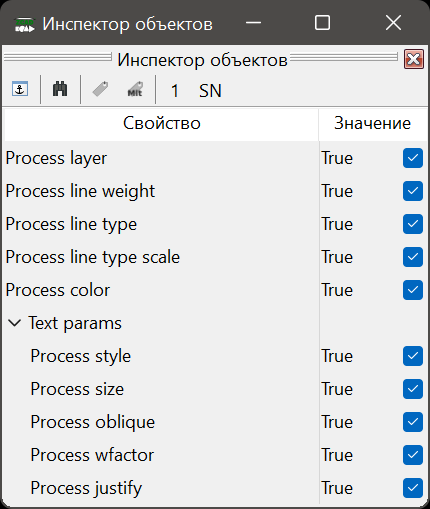 Инспектор объектов
Инспектор объектов
1 SN
Свойство Значение
Process layer True
Process line weight True
Process line type True
Process line type scale True
Process color True
Text params
Process style True
Process size True
Process oblique True
Process wfactor True
Process justify True